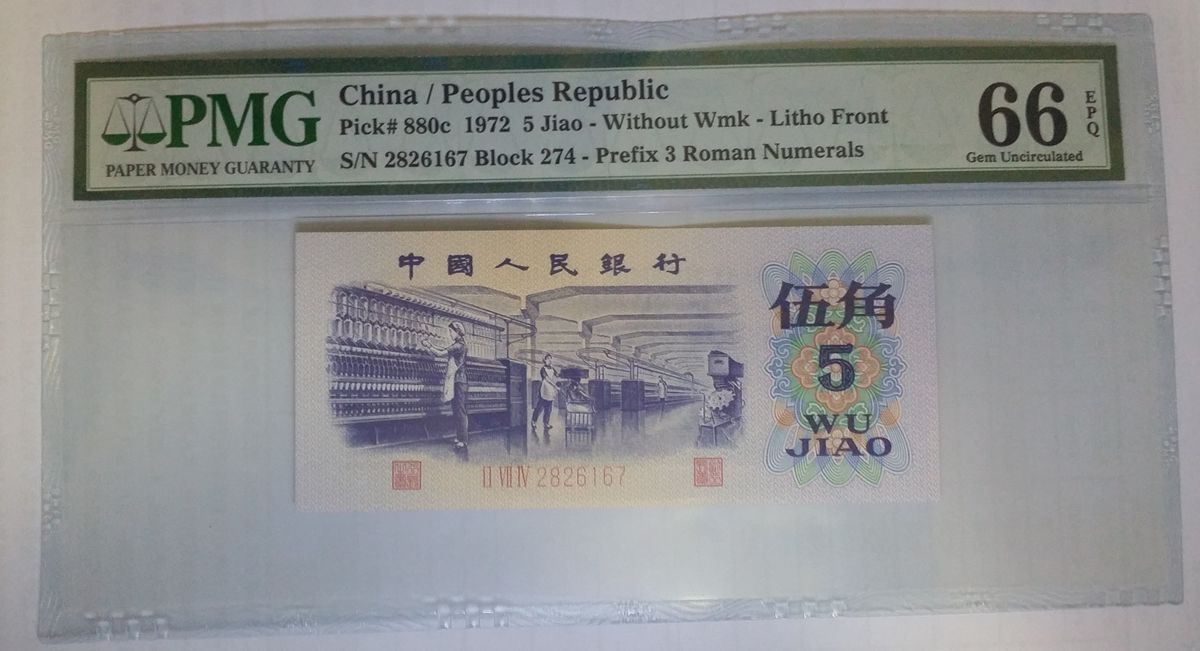 PMG
PAPER MONEY GUARANTY
China / Peoples Republic
Pick# 880c 1972 5 Jiao - Without Wmk - Litho Front
S/N 2826167 Block 274 - Prefix 3 Roman Numerals
66
EPQ
Gem Uncirculated
中國人民銀行
伍角
5
WU
JIAO
II VII IV 2826167